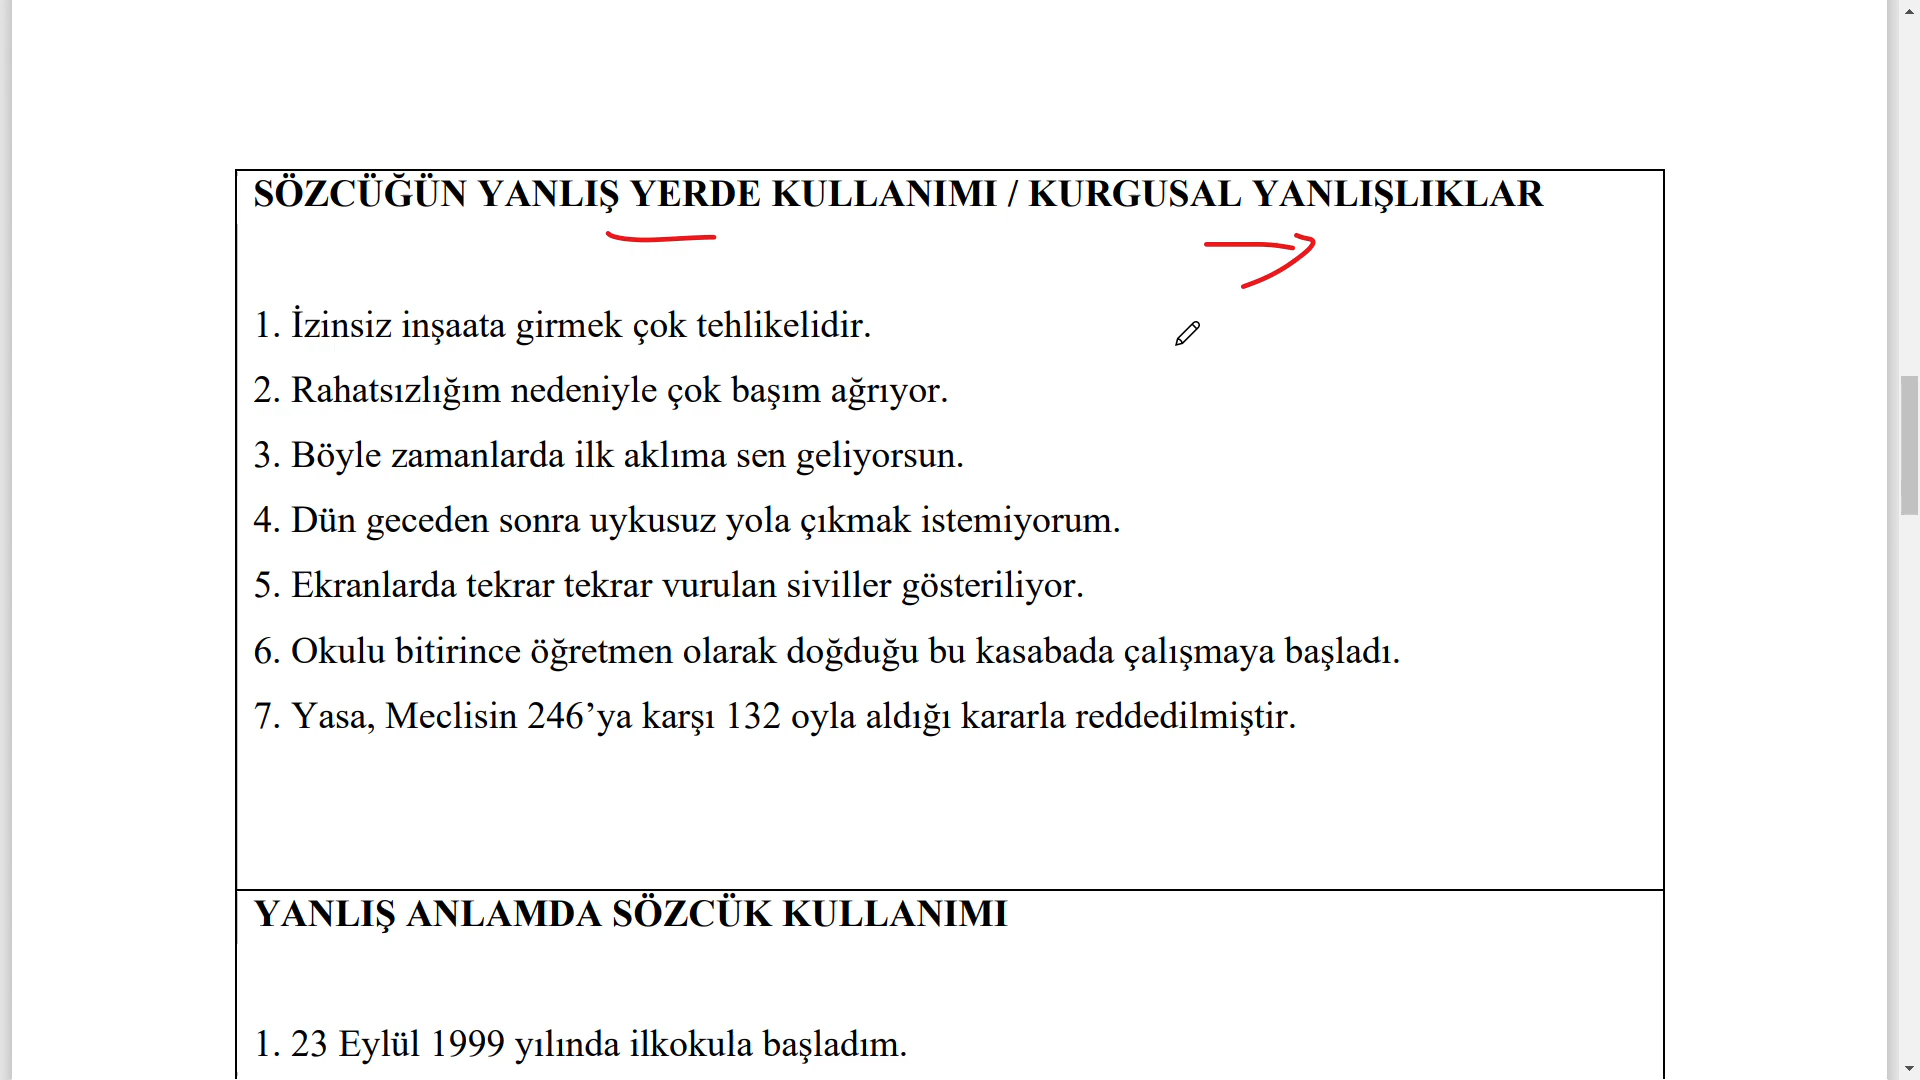 SÖZCÜĞÜN YANLIŞ YERDE KULLANIMI / KURGUSAL YANLIŞLIKLAR
1. İzinsiz inşaata girmek çok tehlikelidir.
2. Rahatsızlığım nedeniyle çok başım ağrıyor.
3. Böyle zamanlarda ilk aklıma sen geliyorsun.
4. Dün geceden sonra uykusuz yola çıkmak istemiyorum.
5. Ekranlarda tekrar tekrar vurulan siviller gösteriliyor.
6. Okulu bitirince öğretmen olarak doğduğu bu kasabada çalışmaya başladı.
7. Yasa, Meclisin 246’ya karşı 132 oyla aldığı kararla reddedilmiştir.
YANLIŞ ANLAMDA SÖZCÜK KULLANIMI
1. 23 Eylül 1999 yılında ilkokula başladım.